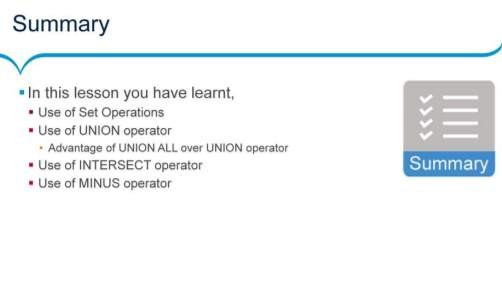 Summary
In this lesson you have learnt,
Use of Set Operations
Use of UNION operator
Advantage of UNION ALL over UNION operator
Use of INTERSECT operator
Use of MINUS operator
Summary